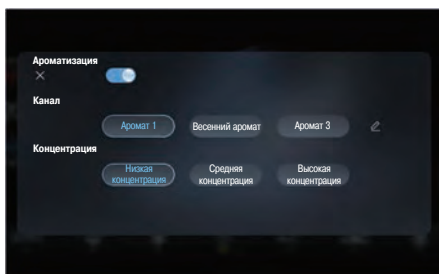 Ароматизация
Канал
Аромат 1
Весенний аромат
Аромат 3
Концентрация
Низкая
концентрация
Средняя
концентрация
Высокая
концентрация